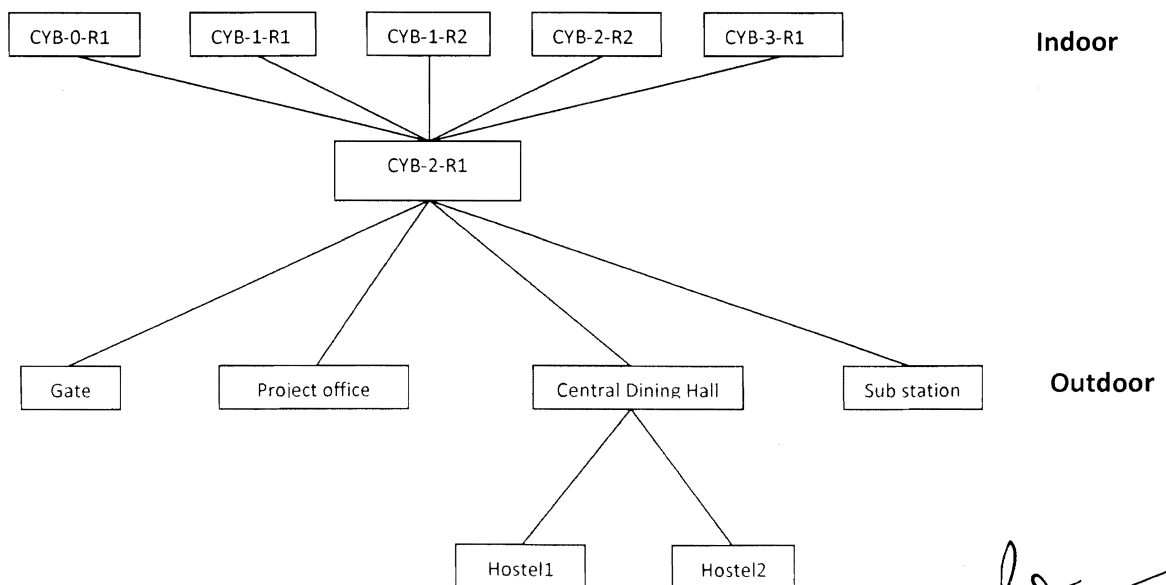 CYB-0-R1 CYB-1-R1 CYB-1-R2 CYB-2-R2 CYB-3-R1 Indoor
CYB-2-R1
Gate Project office Central Dining Hall Sub station Outdoor
Hostel1 Hostel2